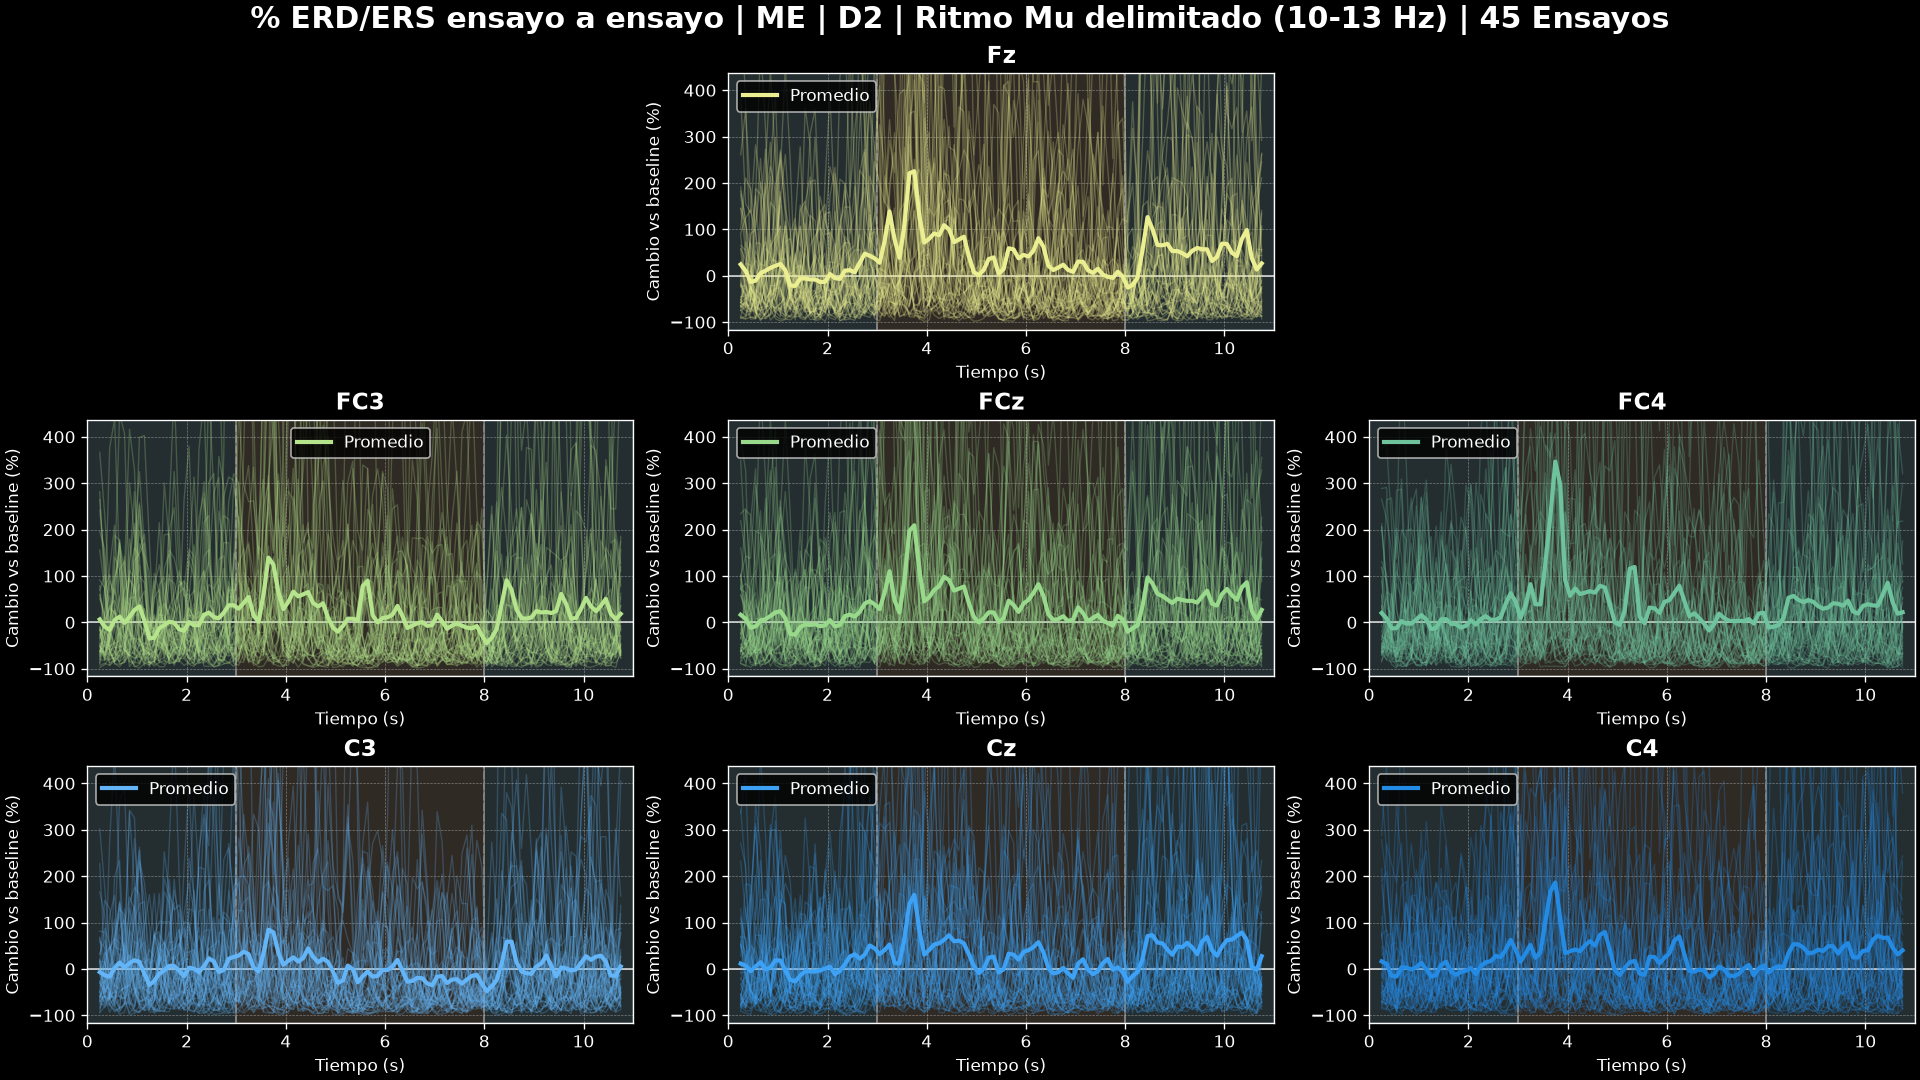 % ERD/ERS ensayo a ensayo | ME | D2 | Ritmo Mu delimitado (10-13 Hz) | 45 Ensayos
Fz
Cambio vs baseline (%)
400
300
200
100
0
−100
Promedio
0 2 4 6 8 10
Tiempo (s)
FC3
Cambio vs baseline (%)
400
300
200
100
0
−100
Promedio
0 2 4 6 8 10
Tiempo (s)
FCz
Cambio vs baseline (%)
400
300
200
100
0
−100
Promedio
0 2 4 6 8 10
Tiempo (s)
FC4
Cambio vs baseline (%)
400
300
200
100
0
−100
Promedio
0 2 4 6 8 10
Tiempo (s)
C3
Cambio vs baseline (%)
400
300
200
100
0
−100
Promedio
0 2 4 6 8 10
Tiempo (s)
Cz
Cambio vs baseline (%)
400
300
200
100
0
−100
Promedio
0 2 4 6 8 10
Tiempo (s)
C4
Cambio vs baseline (%)
400
300
200
100
0
−100
Promedio
0 2 4 6 8 10
Tiempo (s)